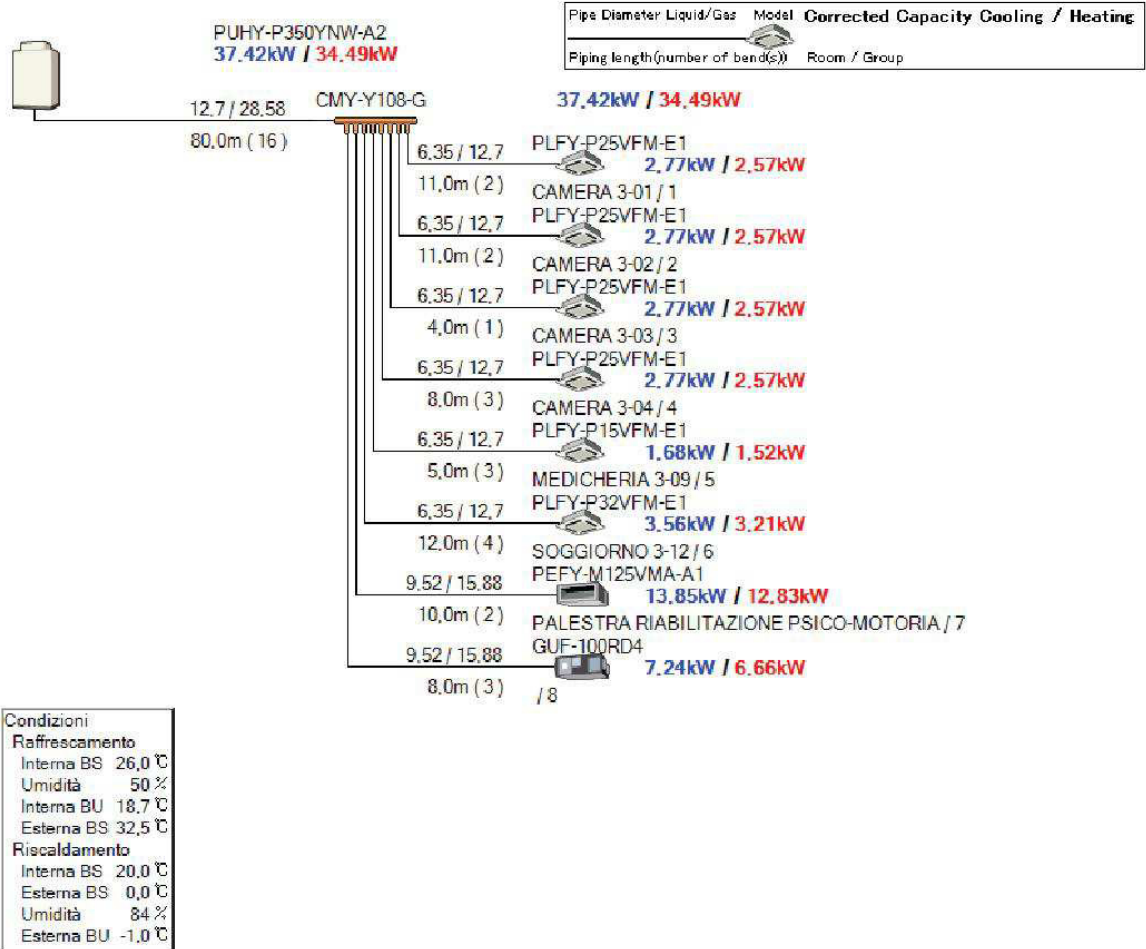 Pipe Diameter Liquid/Gas Model Corrected Capacity Cooling / Heating
Piping length(number of bend(s)) Room / Group
PUHY-P350YNW-A2
37,42kW / 34,49kW
12,7 / 28,58
80,0m ( 16 )
CMY-Y108-G
37,42kW / 34,49kW
6,35 / 12,7
11,0m ( 2 )
PLFY-P25VFM-E1
2,77kW / 2,57kW
CAMERA 3-01 / 1
6,35 / 12,7
11,0m ( 2 )
PLFY-P25VFM-E1
2,77kW / 2,57kW
CAMERA 3-02 / 2
6,35 / 12,7
4,0m ( 1 )
PLFY-P25VFM-E1
2,77kW / 2,57kW
CAMERA 3-03 / 3
6,35 / 12,7
8,0m ( 3 )
PLFY-P25VFM-E1
2,77kW / 2,57kW
CAMERA 3-04 / 4
6,35 / 12,7
5,0m ( 3 )
PLFY-P15VFM-E1
1,68kW / 1,52kW
MEDICHERIA 3-09 / 5
6,35 / 12,7
12,0m ( 4 )
PLFY-P32VFM-E1
3,56kW / 3,21kW
SOGGIORNO 3-12 / 6
9,52 / 15,88
10,0m ( 2 )
PEFY-M125VMA-A1
13,85kW / 12,83kW
PALESTRA RIABILITAZIONE PSICO-MOTORIA / 7
9,52 / 15,88
8,0m ( 3 )
GUF-100RD4
7,24kW / 6,66kW
/ 8
Condizioni
Raffrescamento
Interna BS 26,0 ℃
Umidità 50 %
Interna BU 18,7 ℃
Esterna BS 32,5 ℃
Riscaldamento
Interna BS 20,0 ℃
Esterna BS 0,0 ℃
Umidità 84 %
Esterna BU -1,0 ℃